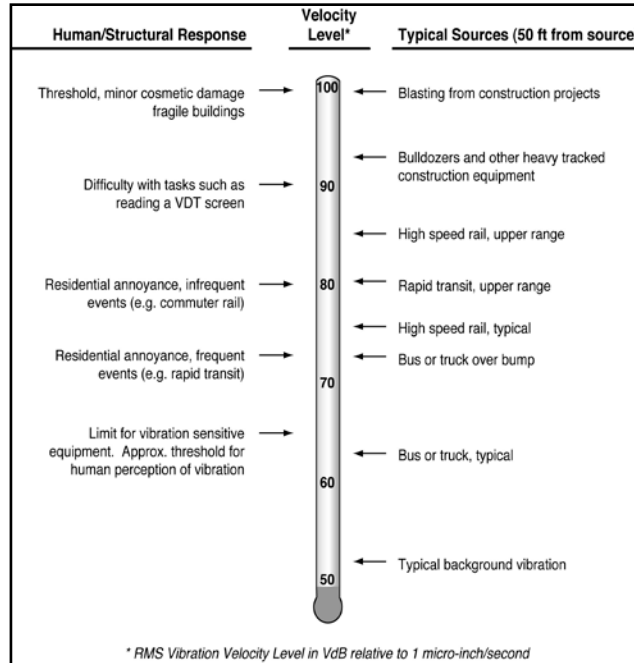 Human/Structural Response
Velocity
Level*
Typical Sources (50 ft from source
Threshold, minor cosmetic damage
fragile buildings
100
Blasting from construction projects
Bulldozers and other heavy tracked
construction equipment
Difficulty with tasks such as
reading a VDT screen
90
High speed rail, upper range
Residential annoyance, infrequent
events (e.g. commuter rail)
80
Rapid transit, upper range
High speed rail, typical
Residential annoyance, frequent
events (e.g. rapid transit)
Bus or truck over bump
70
Limit for vibration sensitive
equipment. Approx. threshold for
human perception of vibration
Bus or truck, typical
60
Typical background vibration
50
* RMS Vibration Velocity Level in VdB relative to 1 micro-inch/second